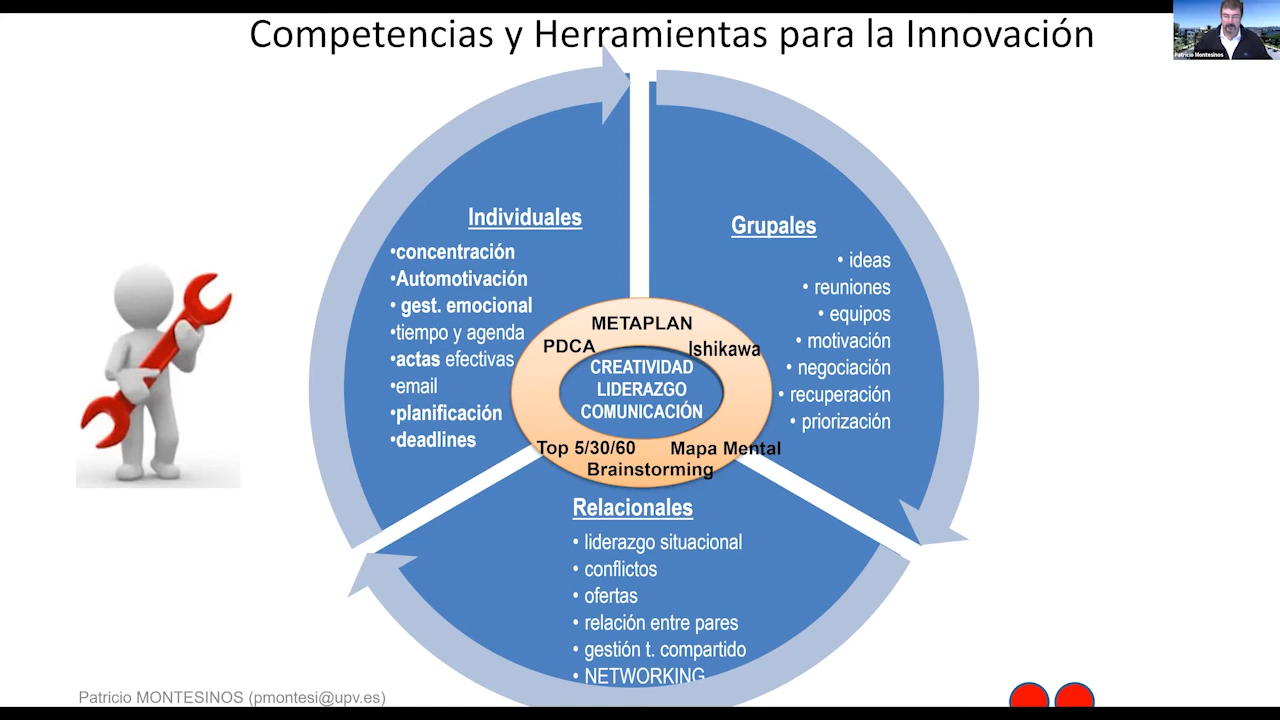 Competencias y Herramientas para la Innovación
Patricio Montesinos
Individuales
•concentración
•Automotivación
• gest. emocional
•tiempo y agenda
•actas efectivas
•email
•planificación
•deadlines
Grupales
• ideas
• reuniones
• equipos
• motivación
• negociación
• recuperación
• priorización
METAPLAN
PDCA
Ishikawa
CREATIVIDAD
LIDERAZGO
COMUNICACIÓN
Top 5/30/60
Mapa Mental
Brainstorming
Relacionales
• liderazgo situacional
• conflictos
• ofertas
• relación entre pares
• gestión t. compartido
• NETWORKING
Patricio MONTESINOS (pmontesi@upv.es)